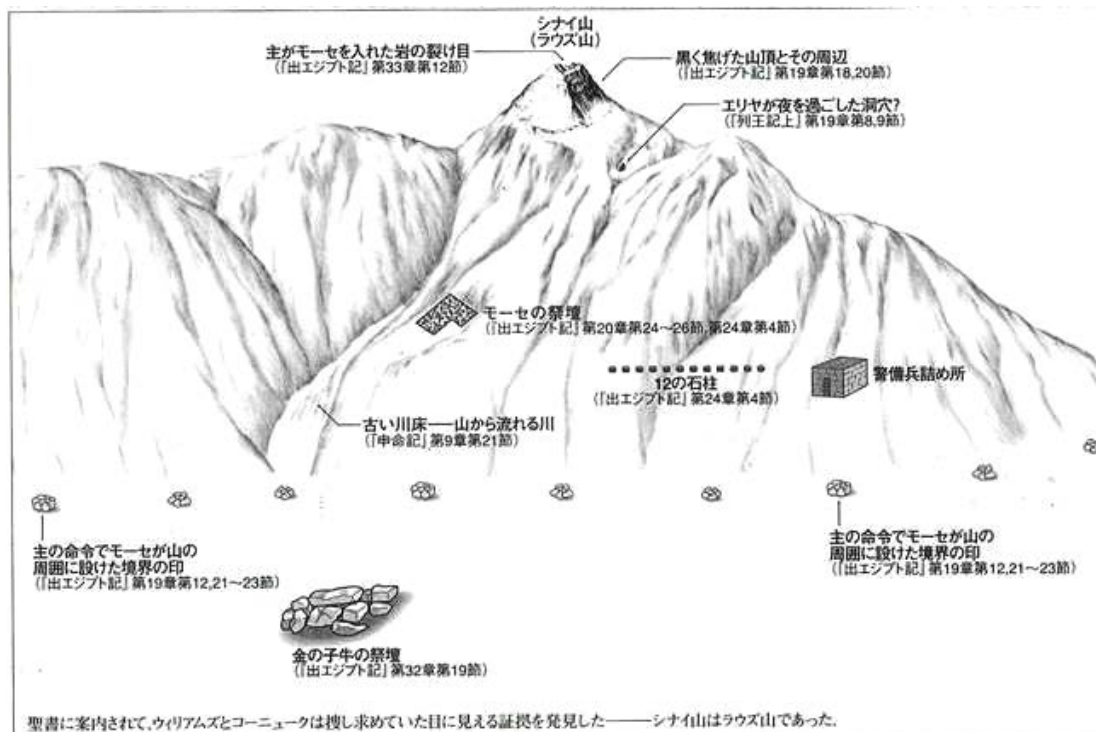 シナイ山
(ラウズ山)
主がモーセを入れた岩の裂け目
(『出エジプト記』第33章第12節)
黒く焦げた山頂とその周辺
(『出エジプト記』第19章第18,20節)
エリヤが夜を過ごした洞穴?
(『列王記上』第19章第8,9節)
モーセの祭壇
(『出エジプト記』第20章第24〜26節,第24章第4節)
12の石柱
(『出エジプト記』第24章第4節)
警備兵詰め所
古い川床——山から流れる川
(『申命記』第9章第21節)
主の命令でモーセが山の
周囲に設けた境界の印
(『出エジプト記』第19章第12,21〜23節)
主の命令でモーセが山の
周囲に設けた境界の印
(『出エジプト記』第19章第12,21〜23節)
金の子牛の祭壇
(『出エジプト記』第32章第19節)
聖書に案内されて、ウィリアムズとコーニュークは捜し求めていた目に見える証拠を発見した———シナイ山はラウズ山であった.